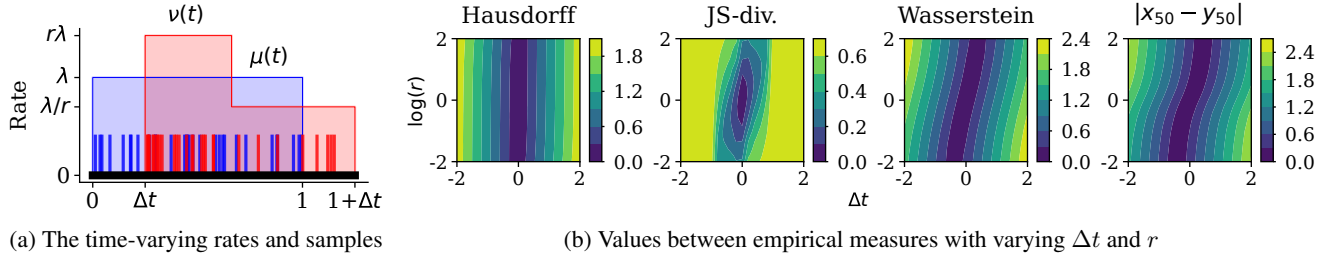 ν(t)
rλ
μ(t)
λ
λ/r
Rate
0
0 Δt 1 1+Δt
(a) The time-varying rates and samples
Hausdorff JS-div. Wasserstein |x₅₀ − y₅₀|
log(r)
2 1.8 1.2 0.6 0.0
0
-2
-2 0 2
2 0.6 0.4 0.2 0.0
0
-2
-2 0 2
2 2.4 1.8 1.2 0.6 0.0
0
-2
-2 0 2
2 2.4 1.8 1.2 0.6 0.0
0
-2
-2 0 2
Δt
(b) Values between empirical measures with varying Δt and r